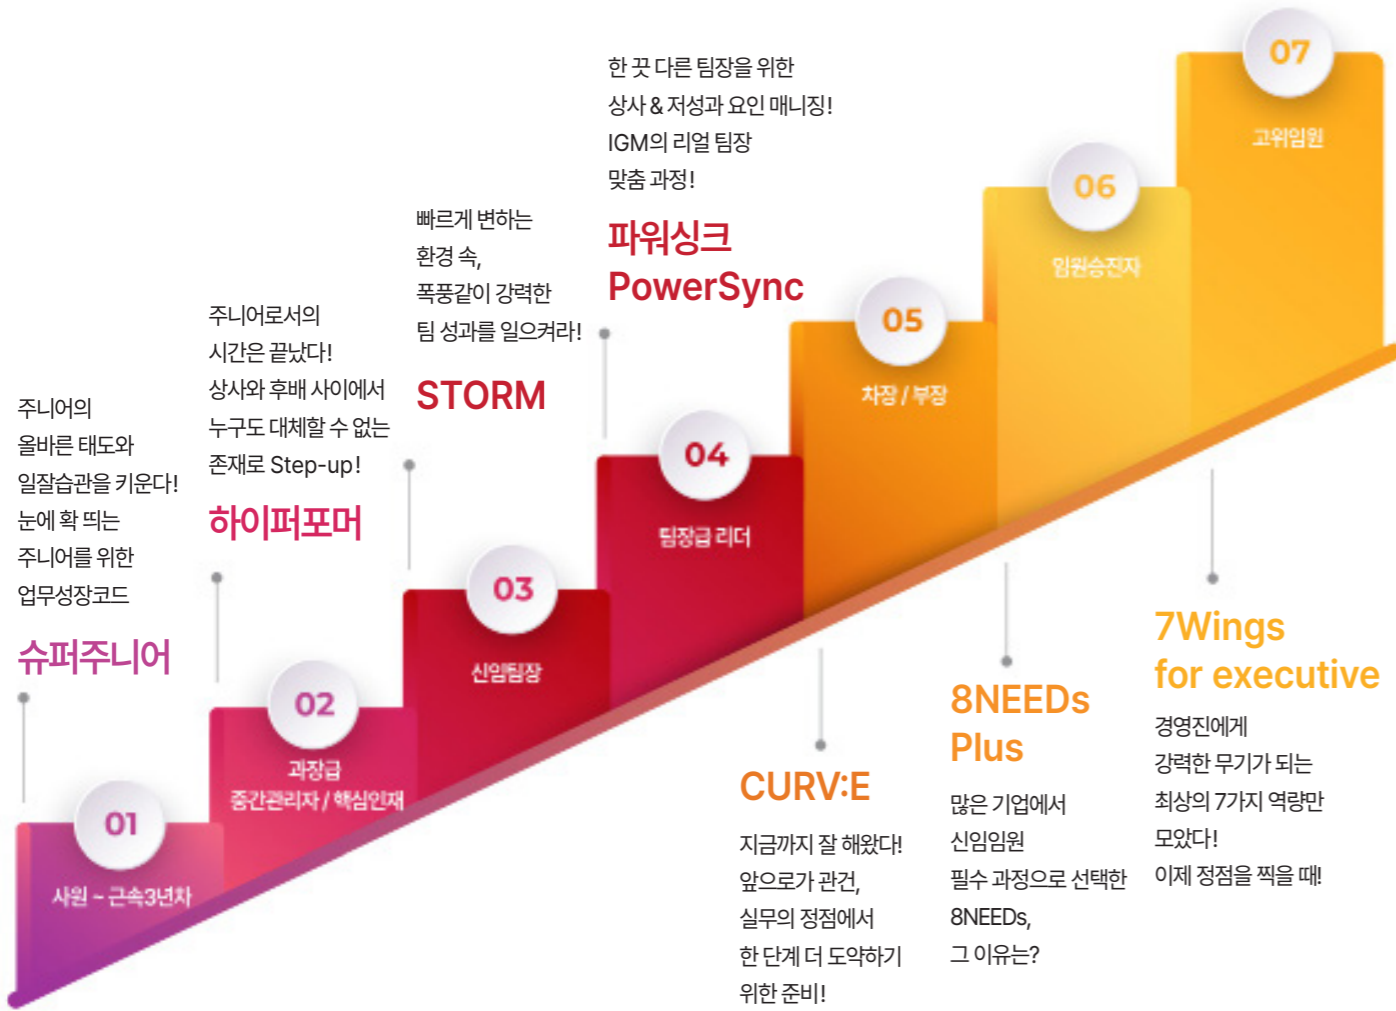 주니어의
올바른 태도와
일잘습관을 키운다!
눈에 확 띄는
주니어를 위한
업무성장코드
슈퍼주니어
01
사원 ~ 근속3년차
주니어로서의
시간은 끝났다!
상사와 후배 사이에서
누구도 대체할 수 없는
존재로 Step-up!
하이퍼포머
02
과장급
중간관리자 / 핵심인재
빠르게 변하는
환경 속,
폭풍같이 강력한
팀 성과를 일으켜라!
STORM
03
신임팀장
한 끗 다른 팀장을 위한
상사 & 저성과 요인 매니징!
IGM의 리얼 팀장
맞춤 과정!
파워싱크
PowerSync
04
팀장급 리더
05
차장 / 부장
CURV:E
지금까지 잘 해왔다!
앞으로가 관건,
실무의 정점에서
한 단계 더 도약하기
위한 준비!
06
임원승진자
8NEEDs
Plus
많은 기업에서
신임임원
필수 과정으로 선택한
8NEEDs,
그 이유는?
07
고위임원
7Wings
for executive
경영진에게
강력한 무기가 되는
최상의 7가지 역량만
모았다!
이제 정점을 찍을 때!